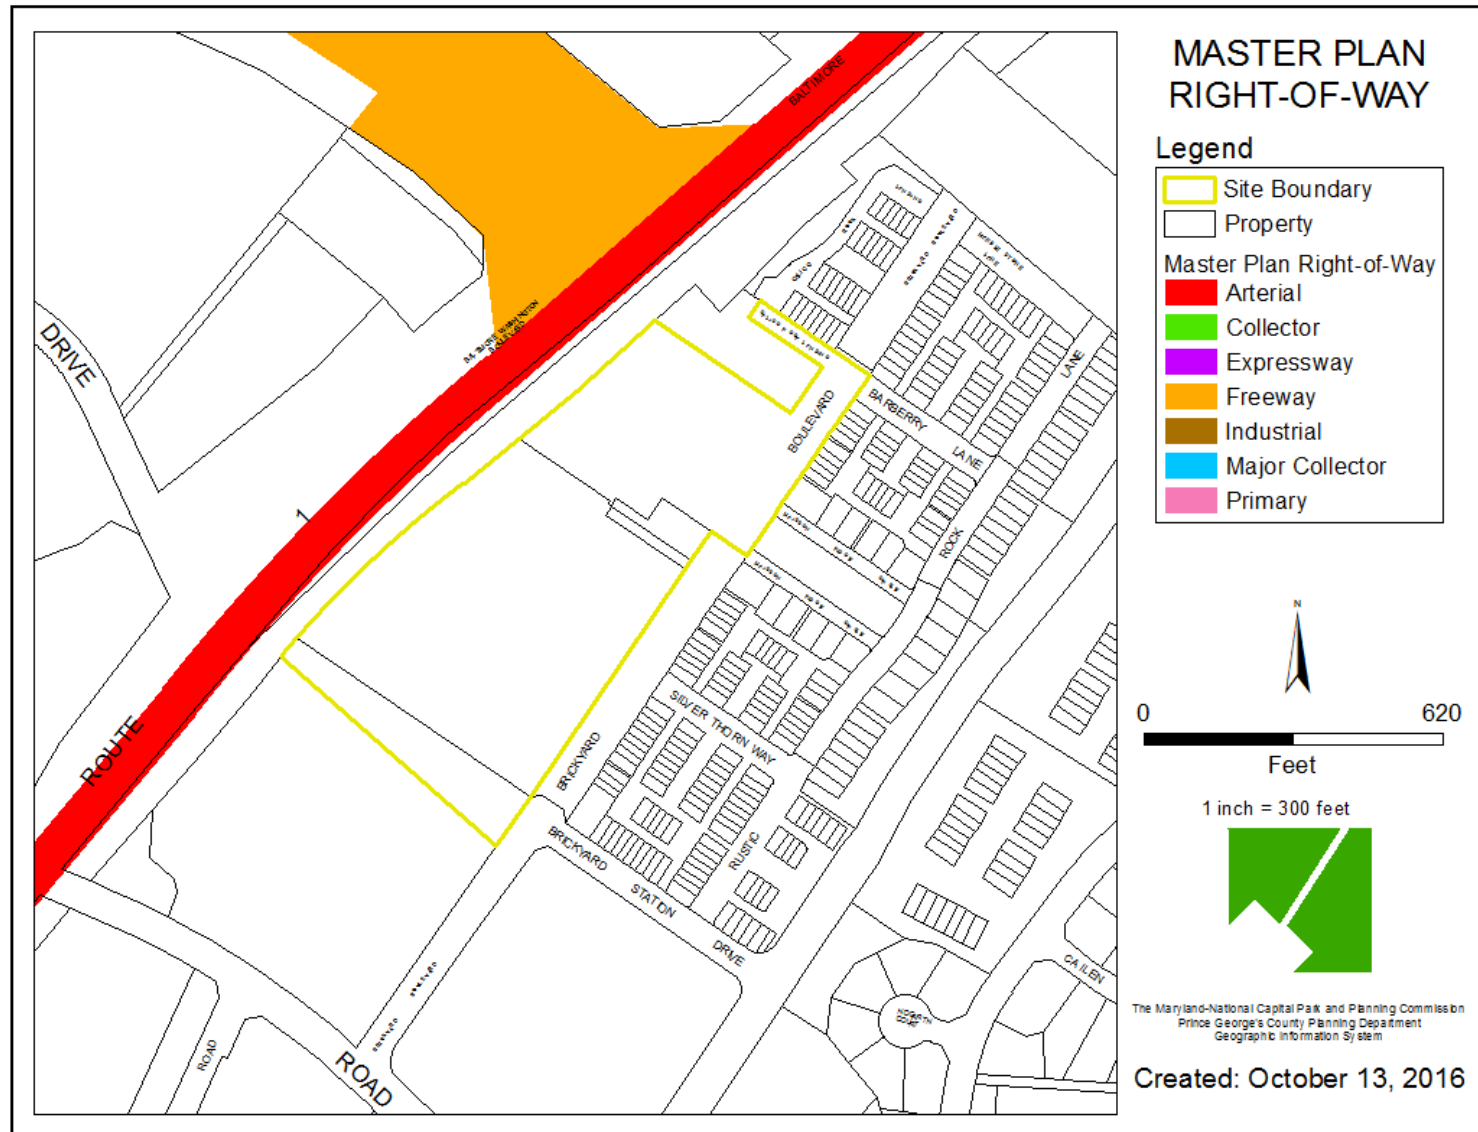 MASTER PLAN
RIGHT-OF-WAY
Legend
Site Boundary
Property
Master Plan Right-of-Way
Arterial
Collector
Expressway
Freeway
Industrial
Major Collector
Primary
N
0 620
Feet
1 inch = 300 feet
The Maryland-National Capital Park and Planning Commission
Prince George's County Planning Department
Geographic Information System
Created: October 13, 2016
BALTIMORE
DRIVE
LANE
BARBERRY
LANE
BOULEVARD
1
ROCK
ROUTE
SILVER THORN WAY
BRICKYARD
BRICKYARD
STATION
DRIVE
RUSTIC
CAILEN
HOGARTH
COURT
ROAD
ROAD